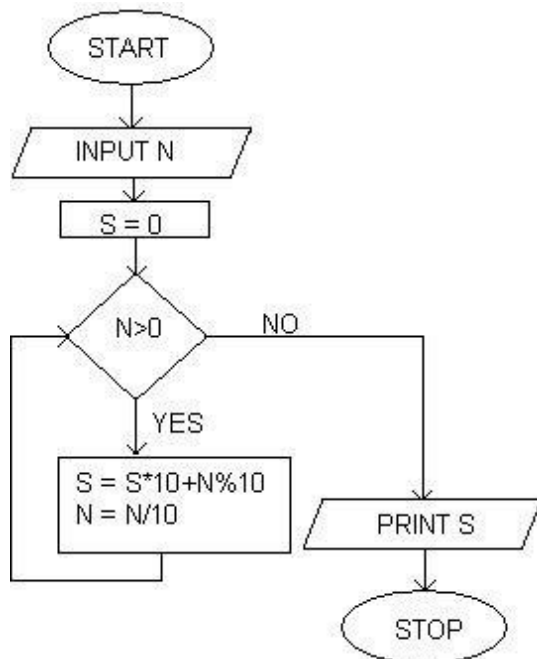 START
INPUT N
S = 0
N>0
NO
YES
S = S*10+N%10
N = N/10
PRINT S
STOP